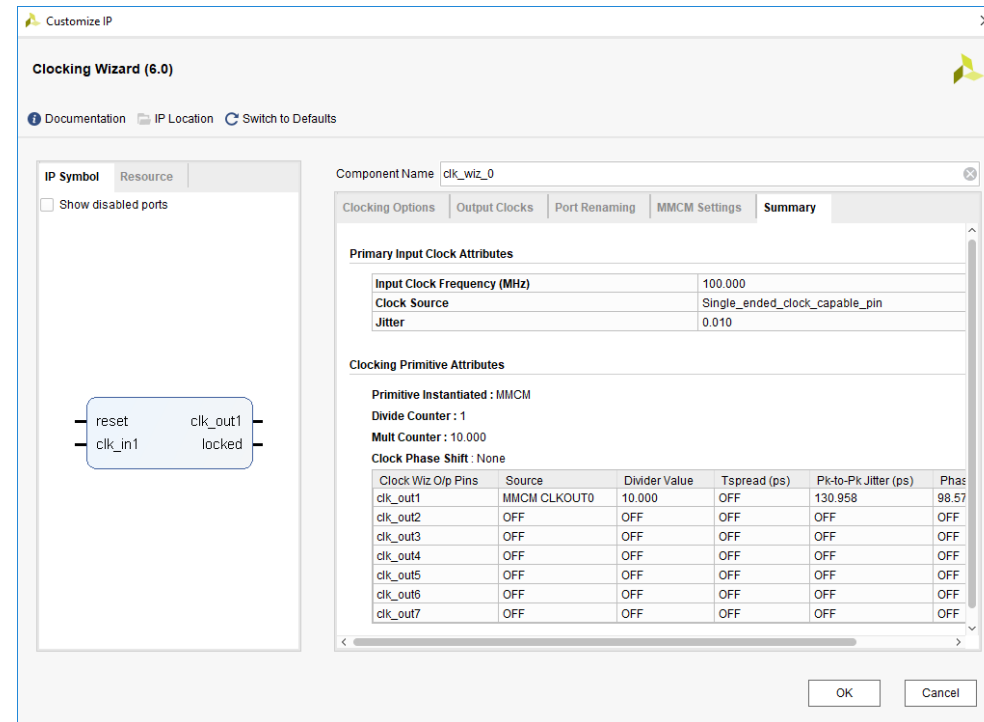 Customize IP
Clocking Wizard (6.0)
Documentation IP Location Switch to Defaults
IP Symbol Resource
Show disabled ports
reset clk_out1
clk_in1 locked
Component Name clk_wiz_0
Clocking Options Output Clocks Port Renaming MMCM Settings Summary
Primary Input Clock Attributes
Input Clock Frequency (MHz) 100.000
Clock Source Single_ended_clock_capable_pin
Jitter 0.010
Clocking Primitive Attributes
Primitive Instantiated : MMCM
Divide Counter : 1
Mult Counter : 10.000
Clock Phase Shift : None
Clock Wiz O/p Pins Source Divider Value Tspread (ps) Pk-to-Pk Jitter (ps) Phas
clk_out1 MMCM CLKOUT0 10.000 OFF 130.958 98.57
clk_out2 OFF OFF OFF OFF OFF
clk_out3 OFF OFF OFF OFF OFF
clk_out4 OFF OFF OFF OFF OFF
clk_out5 OFF OFF OFF OFF OFF
clk_out6 OFF OFF OFF OFF OFF
clk_out7 OFF OFF OFF OFF OFF
OK Cancel